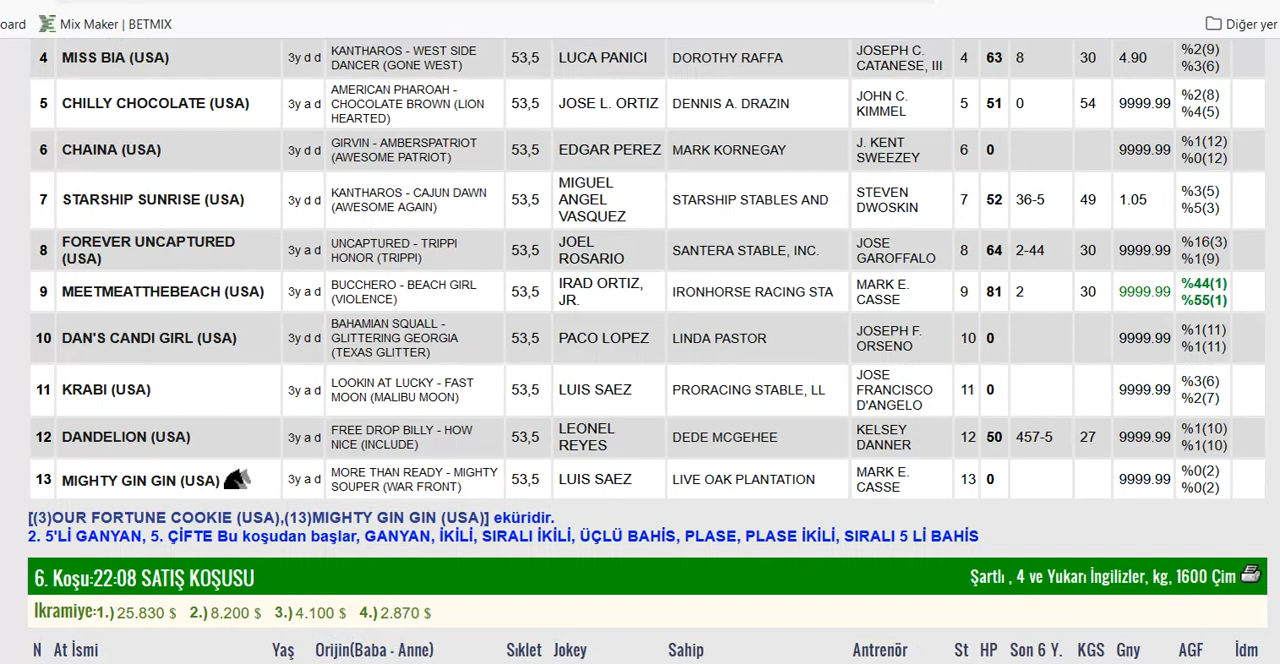 oard Mix Maker | BETMIX Diğer yer
4 MISS BIA (USA) 3y d d KANTHAROS - WEST SIDE DANCER (GONE WEST) 53,5 LUCA PANICI DOROTHY RAFFA JOSEPH C. CATANESE, III 4 63 8 30 4.90 %2(9) %3(6)
5 CHILLY CHOCOLATE (USA) 3y a d AMERICAN PHAROAH - CHOCOLATE BROWN (LION HEARTED) 53,5 JOSE L. ORTIZ DENNIS A. DRAZIN JOHN C. KIMMEL 5 51 0 54 9999.99 %2(8) %4(5)
6 CHAINA (USA) 3y d d GIRVIN - AMBERSPATRIOT (AWESOME PATRIOT) 53,5 EDGAR PEREZ MARK KORNEGAY J. KENT SWEEZEY 6 0 9999.99 %1(12) %0(12)
7 STARSHIP SUNRISE (USA) 3y d d KANTHAROS - CAJUN DAWN (AWESOME AGAIN) 53,5 MIGUEL ANGEL VASQUEZ STARSHIP STABLES AND STEVEN DWOSKIN 7 52 36-5 49 1.05 %3(5) %5(3)
8 FOREVER UNCAPTURED (USA) 3y a d UNCAPTURED - TRIPPI HONOR (TRIPPI) 53,5 JOEL ROSARIO SANTERA STABLE, INC. JOSE GAROFFALO 8 64 2-44 30 9999.99 %16(3) %1(9)
9 MEETMEATTHEBEACH (USA) 3y a d BUCCHERO - BEACH GIRL (VIOLENCE) 53,5 IRAD ORTIZ, JR. IRONHORSE RACING STA MARK E. CASSE 9 81 2 30 9999.99 %44(1) %55(1)
10 DAN'S CANDI GIRL (USA) 3y d d BAHAMIAN SQUALL - GLITTERING GEORGIA (TEXAS GLITTER) 53,5 PACO LOPEZ LINDA PASTOR JOSEPH F. ORSENO 10 0 9999.99 %1(11) %1(11)
11 KRABI (USA) 3y a d LOOKIN AT LUCKY - FAST MOON (MALIBU MOON) 53,5 LUIS SAEZ PRORACING STABLE, LL JOSE FRANCISCO D'ANGELO 11 0 9999.99 %3(6) %2(7)
12 DANDELION (USA) 3y a d FREE DROP BILLY - HOW NICE (INCLUDE) 53,5 LEONEL REYES DEDE MCGEHEE KELSEY DANNER 12 50 457-5 27 9999.99 %1(10) %1(10)
13 MIGHTY GIN GIN (USA) 3y a d MORE THAN READY - MIGHTY SOUPER (WAR FRONT) 53,5 LUIS SAEZ LIVE OAK PLANTATION MARK E. CASSE 13 0 9999.99 %0(2) %0(2)
[(3)OUR FORTUNE COOKIE (USA),(13)MIGHTY GIN GIN (USA)] eküridir.
2. 5'Lİ GANYAN, 5. ÇİFTE Bu koşudan başlar, GANYAN, İKİLİ, SIRALI İKİLİ, ÜÇLÜ BAHİS, PLASE, PLASE İKİLİ, SIRALI 5 Lİ BAHİS
6. Koşu:22:08 SATIŞ KOŞUSU Şartlı , 4 ve Yukarı İngilizler, kg, 1600 Çim
İkramiye:1.) 25.830 $ 2.) 8.200 $ 3.) 4.100 $ 4.) 2.870 $
N At İsmi Yaş Orijin(Baba - Anne) Sıklet Jokey Sahip Antrenör St HP Son 6 Y. KGS Gny AGF İdm